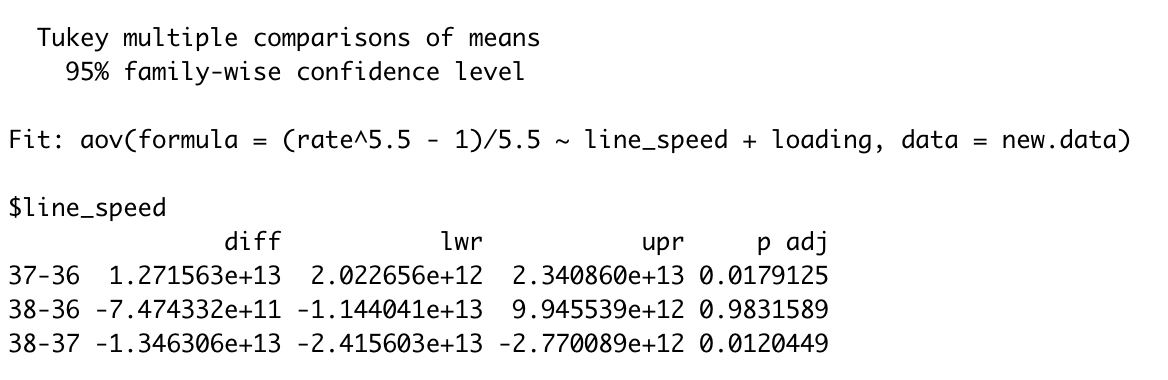 Tukey multiple comparisons of means
95% family-wise confidence level
Fit: aov(formula = (rate^5.5 - 1)/5.5 ~ line_speed + loading, data = new.data)
$line_speed
diff lwr upr p adj
37-36 1.271563e+13 2.022656e+12 2.340860e+13 0.0179125
38-36 -7.474332e+11 -1.144041e+13 9.945539e+12 0.9831589
38-37 -1.346306e+13 -2.415603e+13 -2.770089e+12 0.0120449